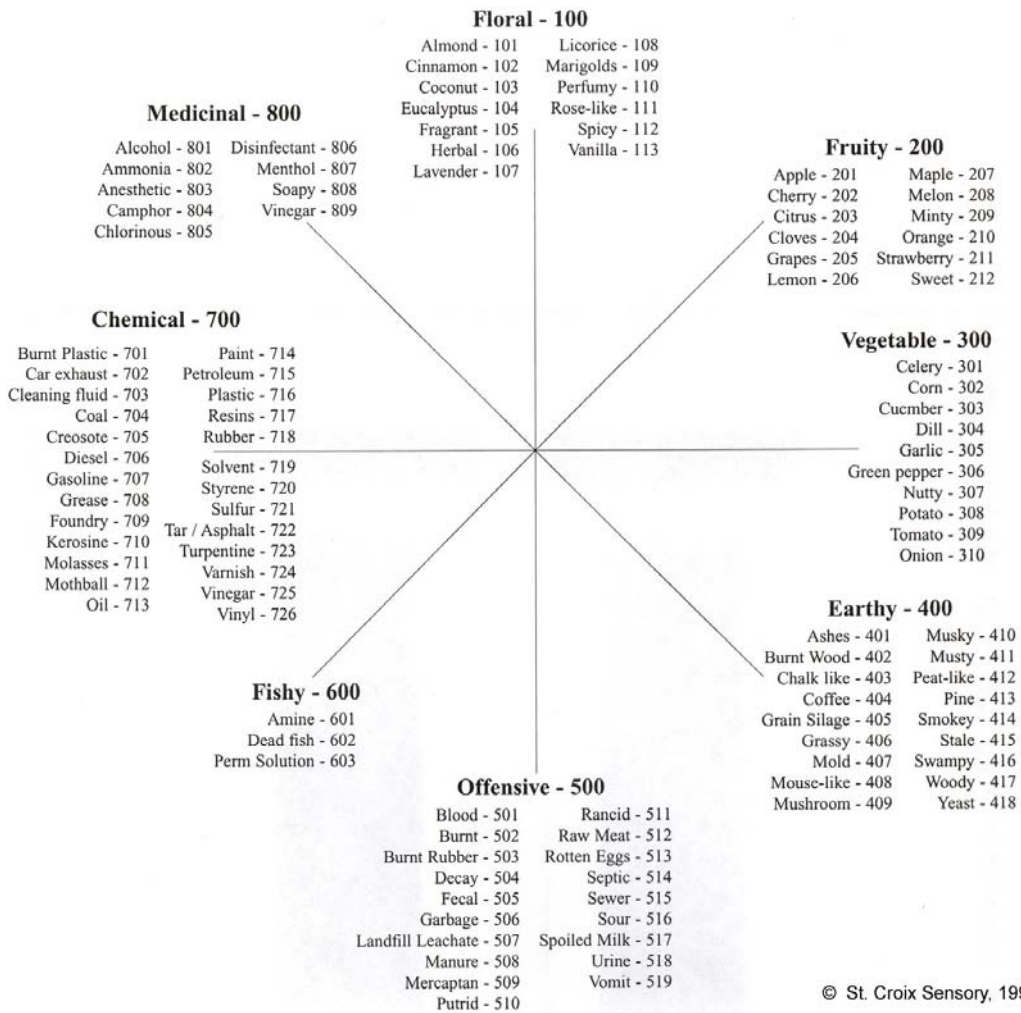 Floral - 100
Almond - 101
Cinnamon - 102
Coconut - 103
Eucalyptus - 104
Fragrant - 105
Herbal - 106
Lavender - 107
Licorice - 108
Marigolds - 109
Perfumy - 110
Rose-like - 111
Spicy - 112
Vanilla - 113
Fruity - 200
Apple - 201
Cherry - 202
Citrus - 203
Cloves - 204
Grapes - 205
Lemon - 206
Maple - 207
Melon - 208
Minty - 209
Orange - 210
Strawberry - 211
Sweet - 212
Vegetable - 300
Celery - 301
Corn - 302
Cucmber - 303
Dill - 304
Garlic - 305
Green pepper - 306
Nutty - 307
Potato - 308
Tomato - 309
Onion - 310
Earthy - 400
Ashes - 401
Burnt Wood - 402
Chalk like - 403
Coffee - 404
Grain Silage - 405
Grassy - 406
Mold - 407
Mouse-like - 408
Mushroom - 409
Musky - 410
Musty - 411
Peat-like - 412
Pine - 413
Smokey - 414
Stale - 415
Swampy - 416
Woody - 417
Yeast - 418
Offensive - 500
Blood - 501
Burnt - 502
Burnt Rubber - 503
Decay - 504
Fecal - 505
Garbage - 506
Landfill Leachate - 507
Manure - 508
Mercaptan - 509
Putrid - 510
Rancid - 511
Raw Meat - 512
Rotten Eggs - 513
Septic - 514
Sewer - 515
Sour - 516
Spoiled Milk - 517
Urine - 518
Vomit - 519
Fishy - 600
Amine - 601
Dead fish - 602
Perm Solution - 603
Chemical - 700
Burnt Plastic - 701
Car exhaust - 702
Cleaning fluid - 703
Coal - 704
Creosote - 705
Diesel - 706
Gasoline - 707
Grease - 708
Foundry - 709
Kerosine - 710
Molasses - 711
Mothball - 712
Oil - 713
Paint - 714
Petroleum - 715
Plastic - 716
Resins - 717
Rubber - 718
Solvent - 719
Styrene - 720
Sulfur - 721
Tar / Asphalt - 722
Turpentine - 723
Varnish - 724
Vinegar - 725
Vinyl - 726
Medicinal - 800
Alcohol - 801
Ammonia - 802
Anesthetic - 803
Camphor - 804
Chlorinous - 805
Disinfectant - 806
Menthol - 807
Soapy - 808
Vinegar - 809
© St. Croix Sensory,